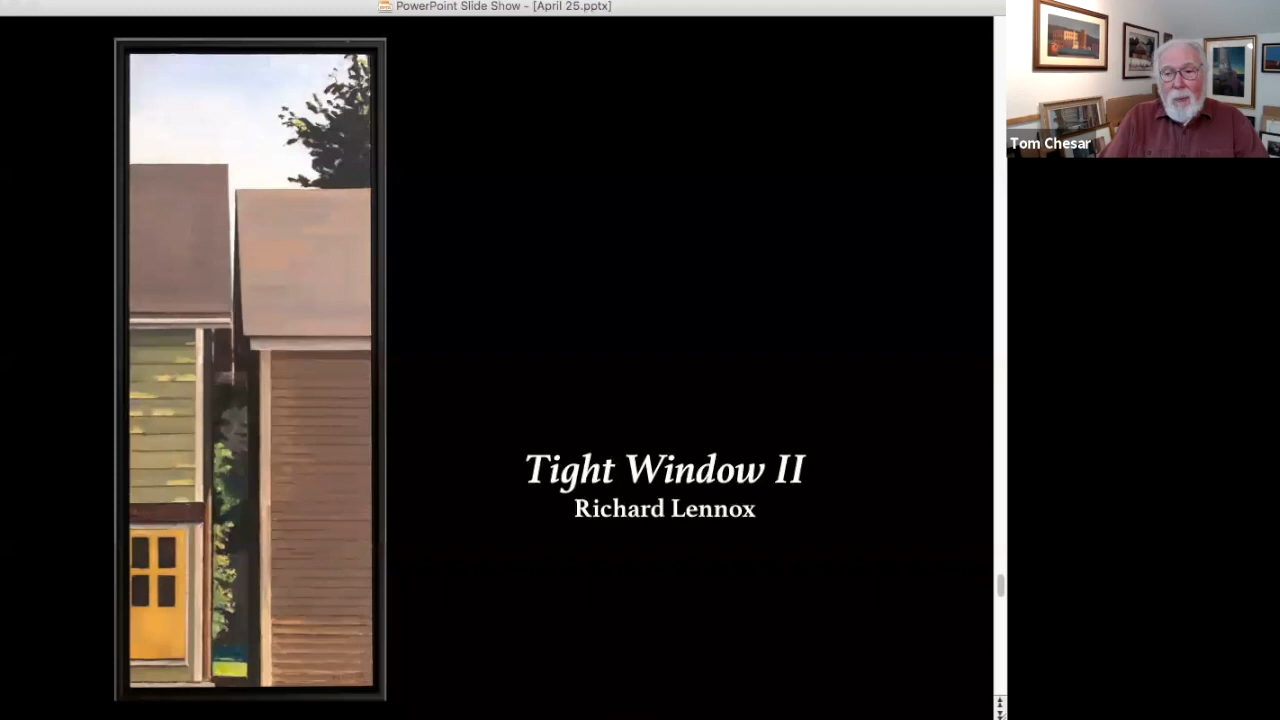 PowerPoint Slide Show - [April 25.pptx]
Tom Chesar
Tight Window II
Richard Lennox